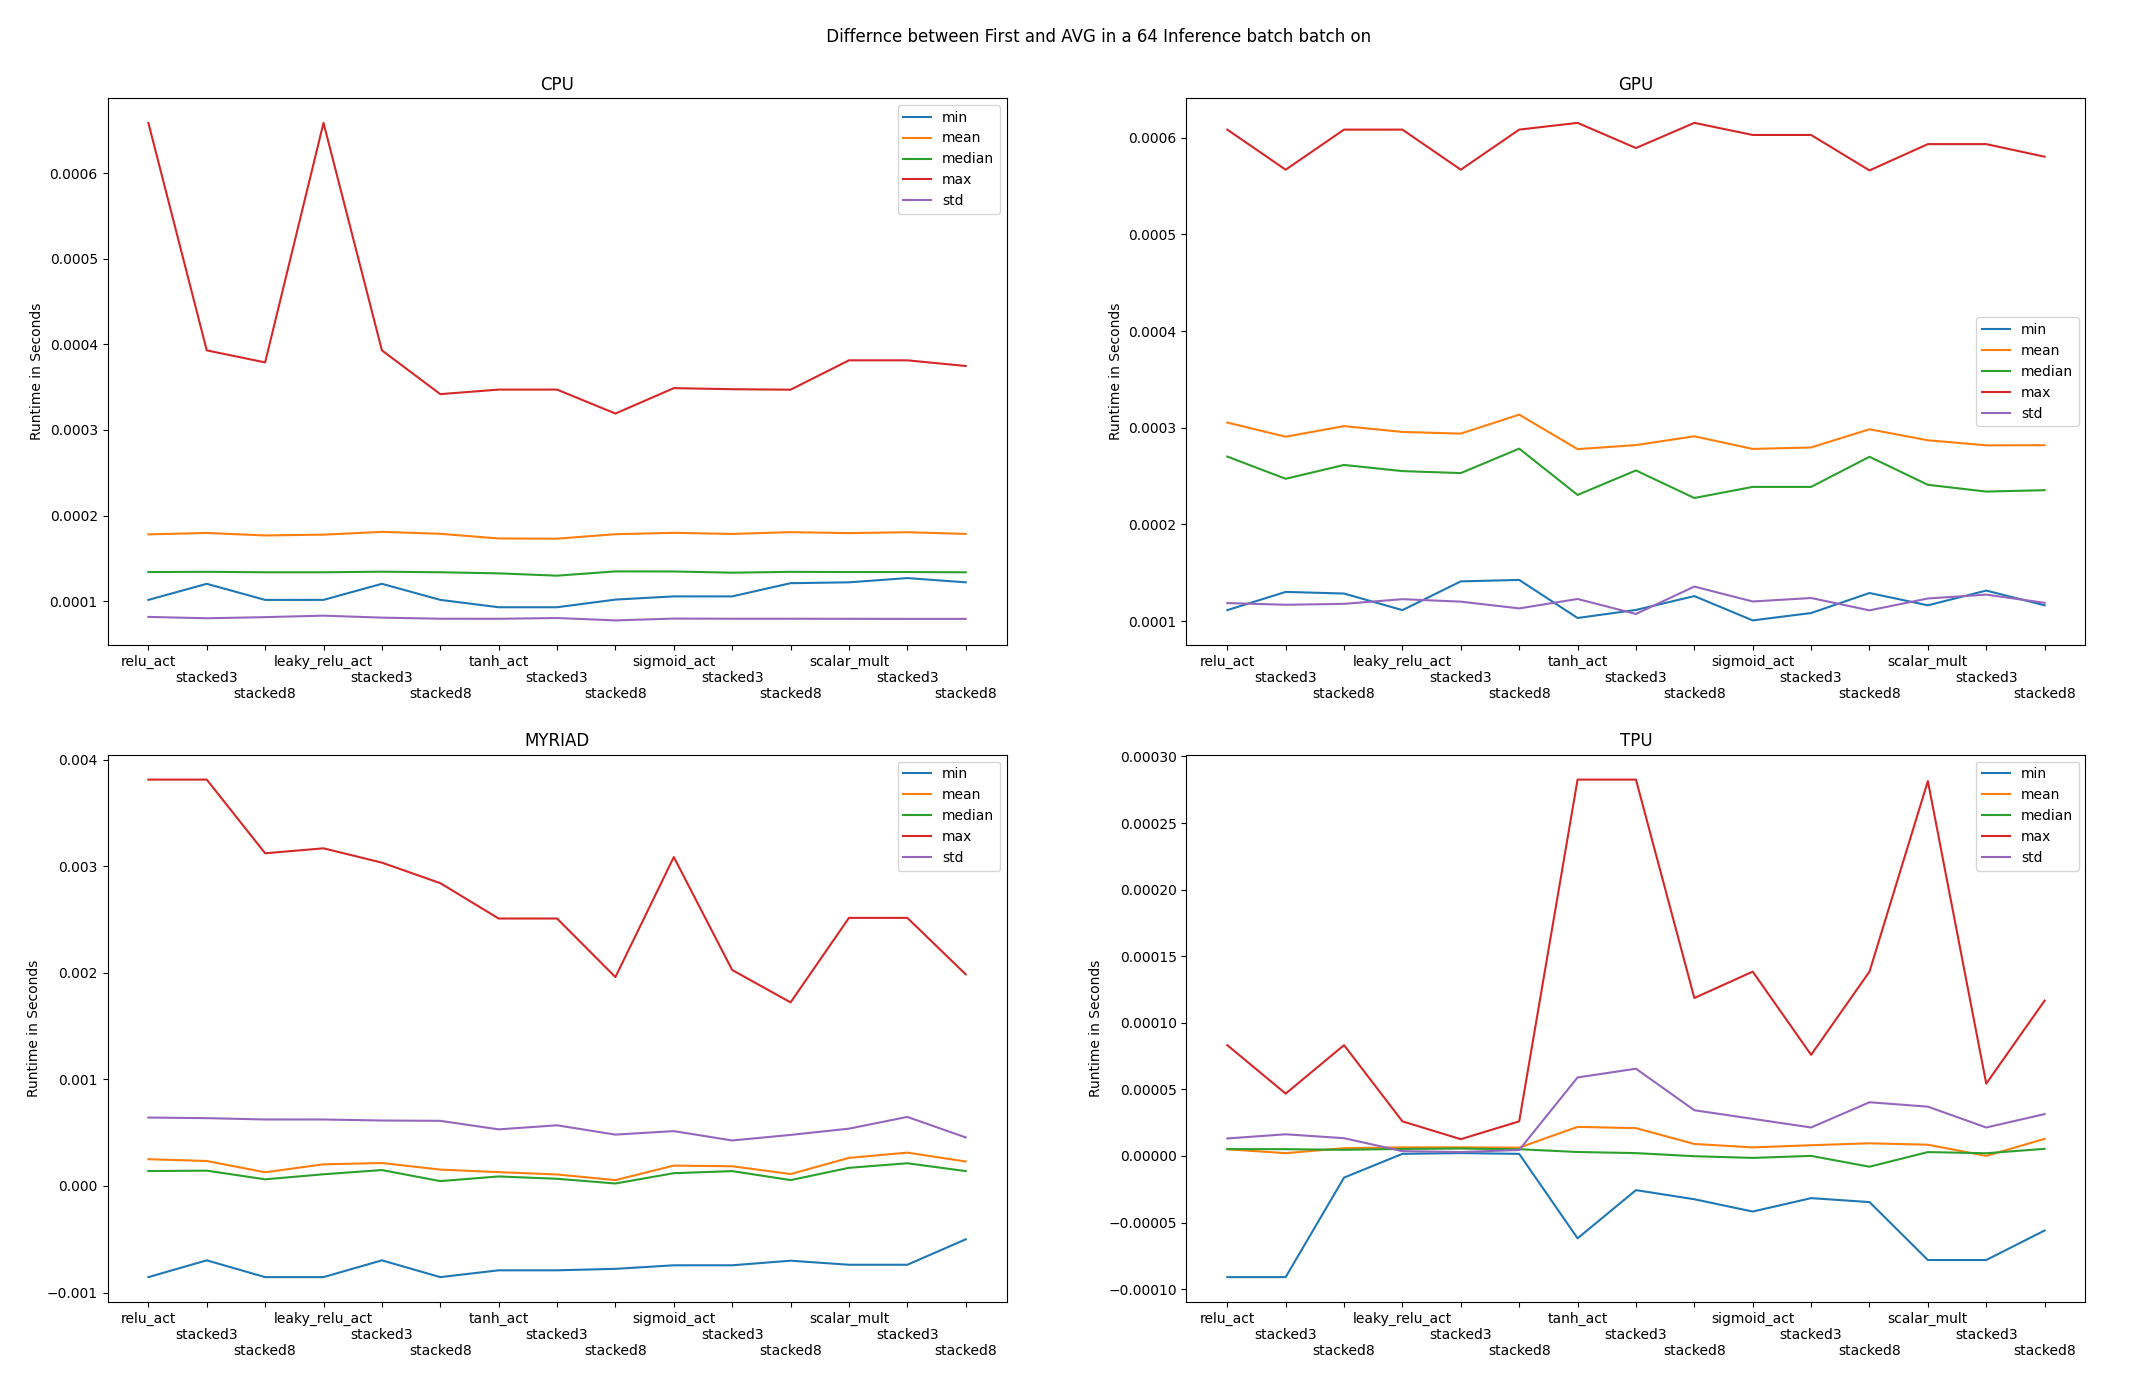 Differnce between First and AVG in a 64 Inference batch batch on
CPU
Runtime in Seconds
0.0006
0.0005
0.0004
0.0003
0.0002
0.0001
min
mean
median
max
std
relu_act leaky_relu_act tanh_act sigmoid_act scalar_mult
stacked3 stacked3 stacked3 stacked3 stacked3
stacked8 stacked8 stacked8 stacked8 stacked8
GPU
Runtime in Seconds
0.0006
0.0005
0.0004
0.0003
0.0002
0.0001
min
mean
median
max
std
relu_act leaky_relu_act tanh_act sigmoid_act scalar_mult
stacked3 stacked3 stacked3 stacked3 stacked3
stacked8 stacked8 stacked8 stacked8 stacked8
MYRIAD
Runtime in Seconds
0.004
0.003
0.002
0.001
0.000
−0.001
min
mean
median
max
std
relu_act leaky_relu_act tanh_act sigmoid_act scalar_mult
stacked3 stacked3 stacked3 stacked3 stacked3
stacked8 stacked8 stacked8 stacked8 stacked8
TPU
Runtime in Seconds
0.00030
0.00025
0.00020
0.00015
0.00010
0.00005
0.00000
−0.00005
−0.00010
min
mean
median
max
std
relu_act leaky_relu_act tanh_act sigmoid_act scalar_mult
stacked3 stacked3 stacked3 stacked3 stacked3
stacked8 stacked8 stacked8 stacked8 stacked8